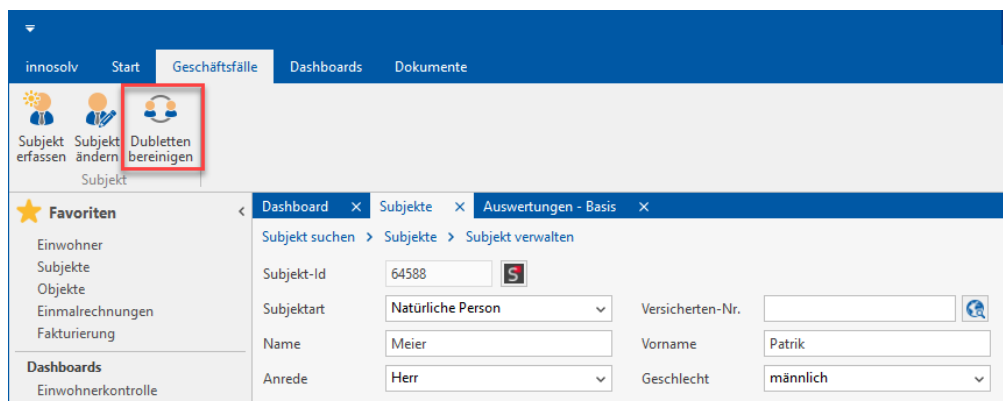 innosolv Start Geschäftsfälle Dashboards Dokumente
Subjekt erfassen
Subjekt ändern
Dubletten bereinigen
Subjekt
Favoriten
Einwohner
Subjekte
Objekte
Einmalrechnungen
Fakturierung
Dashboards
Einwohnerkontrolle
Dashboard Subjekte Auswertungen - Basis
Subjekt suchen > Subjekte > Subjekt verwalten
Subjekt-Id 64588
Subjektart Natürliche Person Versicherten-Nr.
Name Meier Vorname Patrik
Anrede Herr Geschlecht männlich